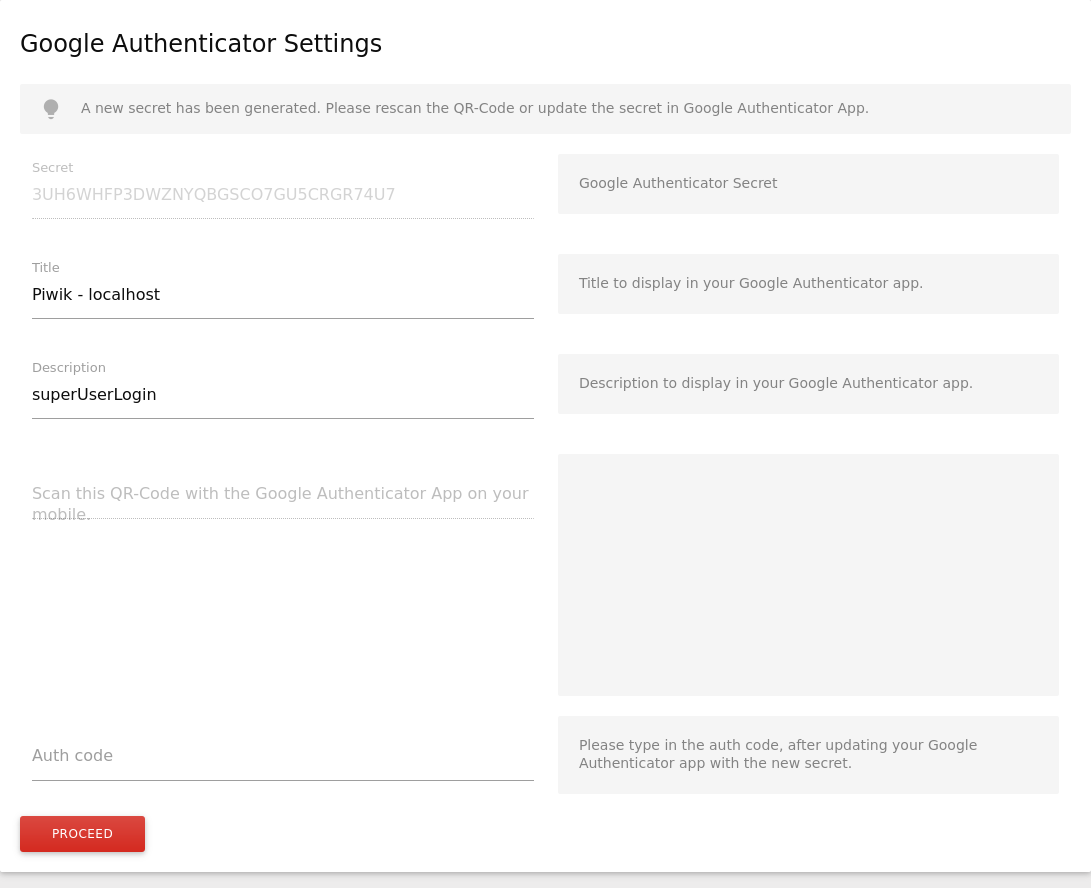 Google Authenticator Settings
A new secret has been generated. Please rescan the QR-Code or update the secret in Google Authenticator App.
Secret
3UH6WHFP3DWZNYQBGSCO7GU5CRGR74U7
Google Authenticator Secret
Title
Piwik - localhost
Title to display in your Google Authenticator app.
Description
superUserLogin
Description to display in your Google Authenticator app.
Scan this QR-Code with the Google Authenticator App on your
mobile.
Auth code
Please type in the auth code, after updating your Google
Authenticator app with the new secret.
PROCEED